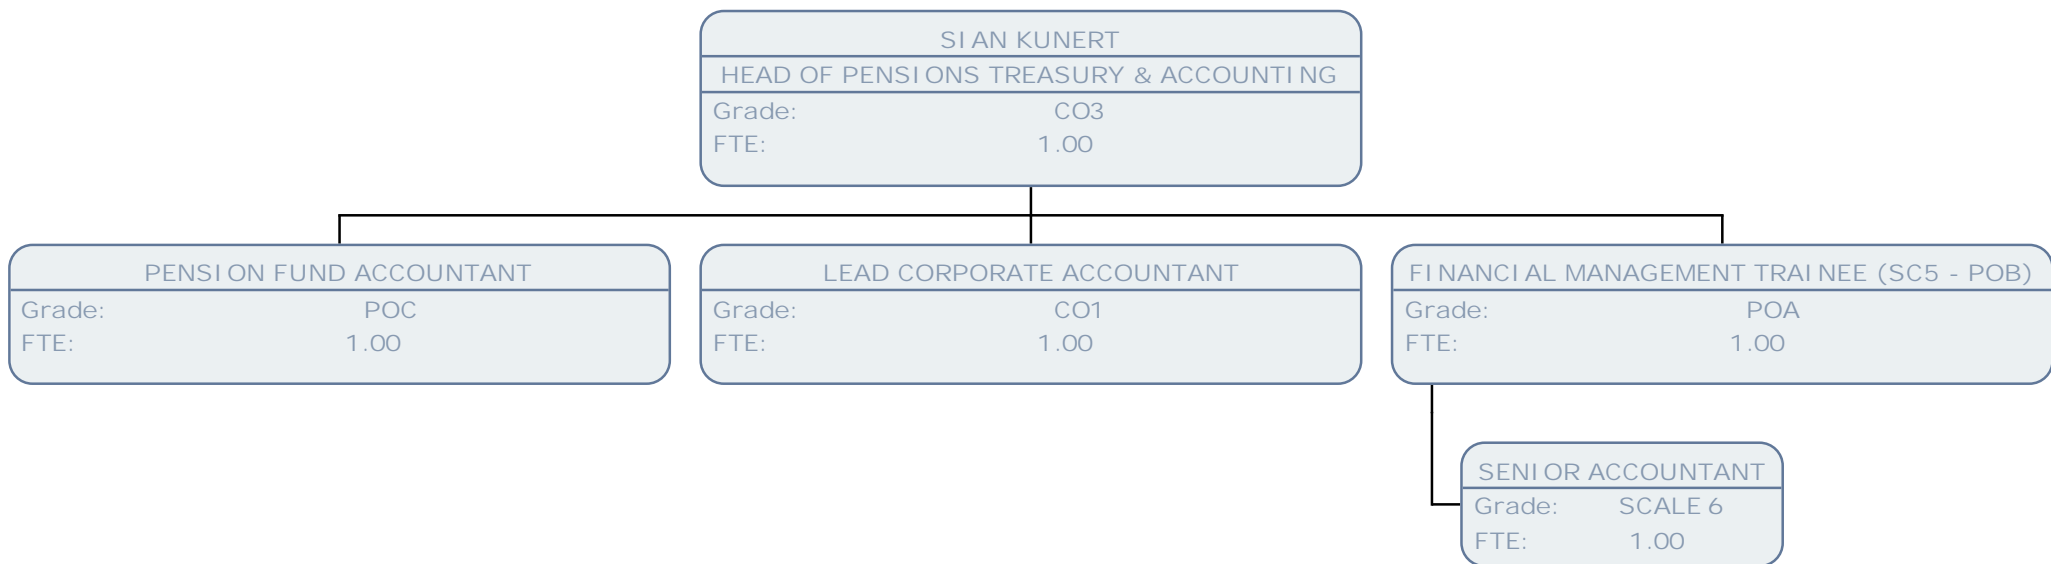 SIAN KUNERT
HEAD OF PENSIONS TREASURY & ACCOUNTING
Grade: CO3
FTE: 1.00
PENSION FUND ACCOUNTANT
Grade: POC
FTE: 1.00
LEAD CORPORATE ACCOUNTANT
Grade: CO1
FTE: 1.00
FINANCIAL MANAGEMENT TRAINEE (SC5 - POB)
Grade: POA
FTE: 1.00
SENIOR ACCOUNTANT
Grade: SCALE 6
FTE: 1.00